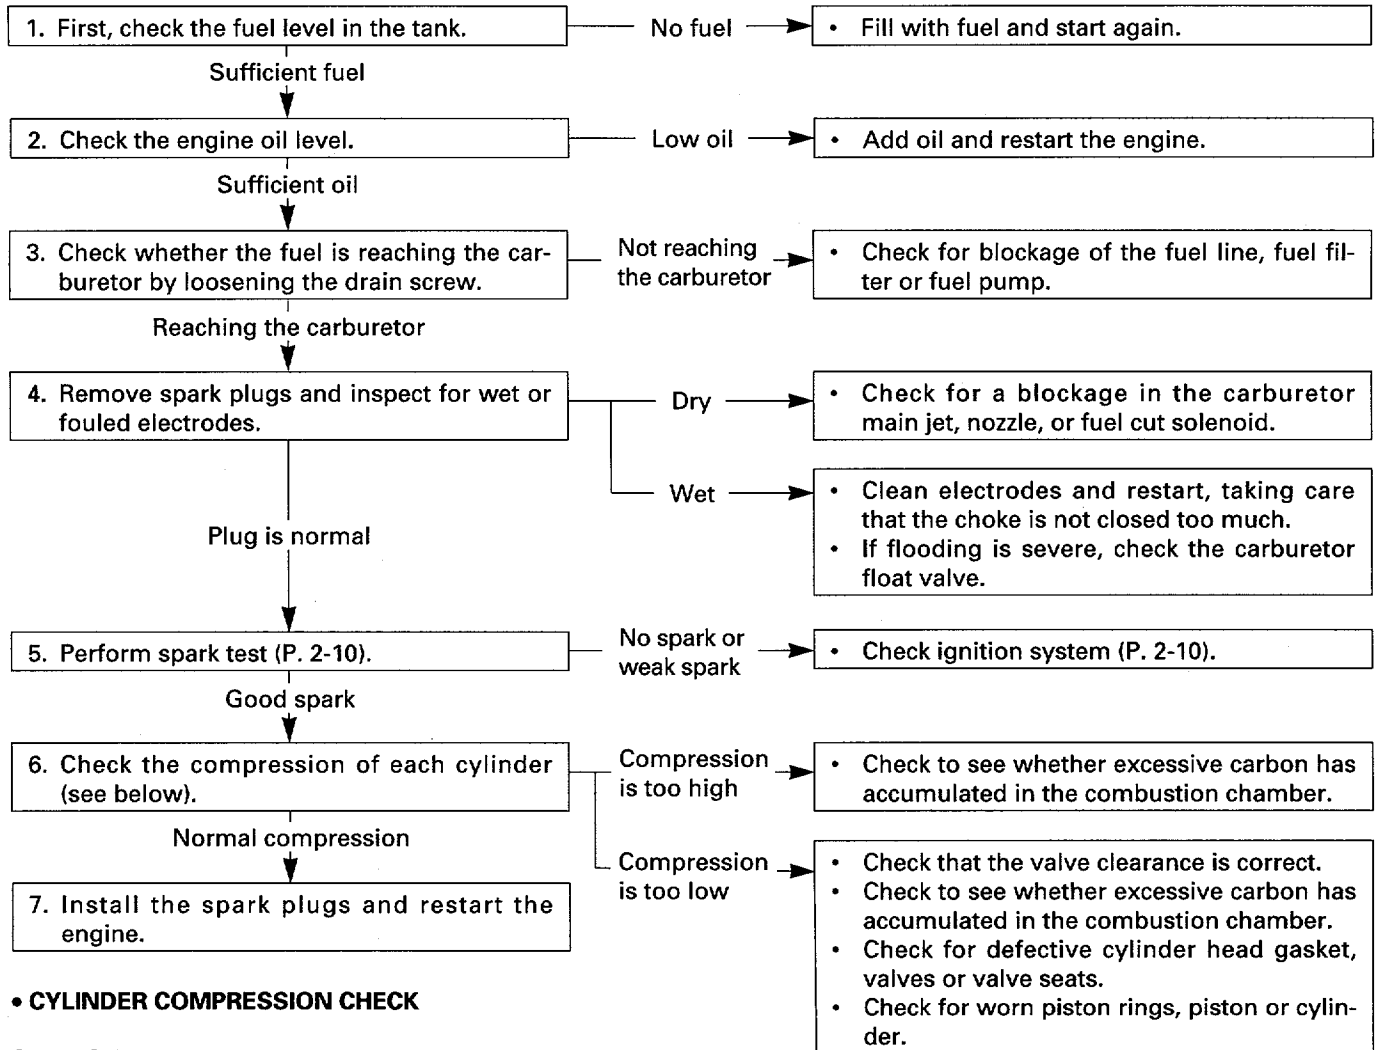 1. First, check the fuel level in the tank.
No fuel
• Fill with fuel and start again.
Sufficient fuel
2. Check the engine oil level.
Low oil
• Add oil and restart the engine.
Sufficient oil
3. Check whether the fuel is reaching the car-
buretor by loosening the drain screw.
Not reaching
the carburetor
• Check for blockage of the fuel line, fuel fil-
ter or fuel pump.
Reaching the carburetor
4. Remove spark plugs and inspect for wet or
fouled electrodes.
Dry
• Check for a blockage in the carburetor
main jet, nozzle, or fuel cut solenoid.
Wet
• Clean electrodes and restart, taking care
that the choke is not closed too much.
• If flooding is severe, check the carburetor
float valve.
Plug is normal
5. Perform spark test (P. 2-10).
No spark or
weak spark
• Check ignition system (P. 2-10).
Good spark
6. Check the compression of each cylinder
(see below).
Compression
is too high
• Check to see whether excessive carbon has
accumulated in the combustion chamber.
Normal compression
Compression
is too low
• Check that the valve clearance is correct.
• Check to see whether excessive carbon has
accumulated in the combustion chamber.
• Check for defective cylinder head gasket,
valves or valve seats.
• Check for worn piston rings, piston or cylin-
der.
7. Install the spark plugs and restart the
engine.
• CYLINDER COMPRESSION CHECK